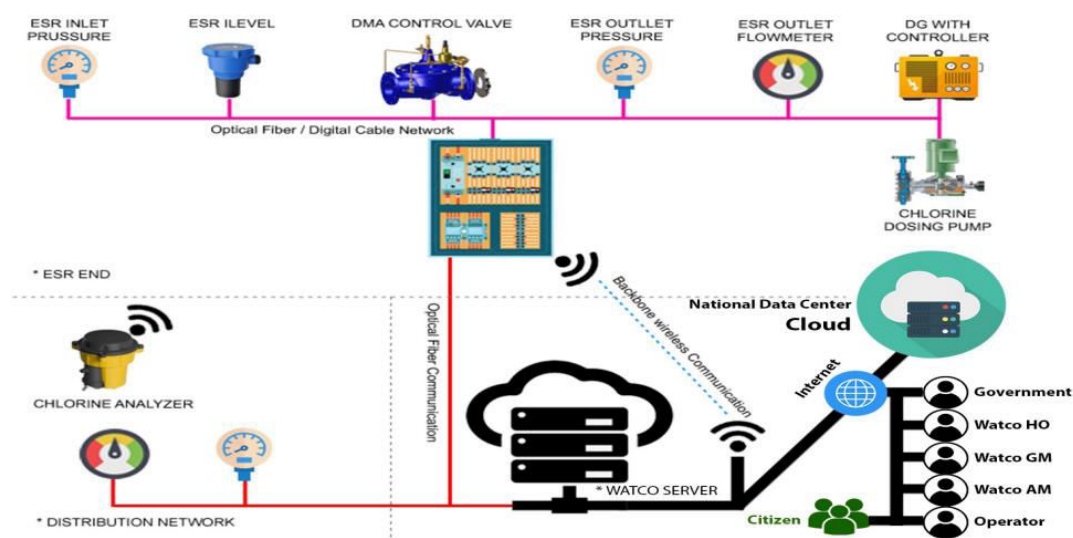 ESR INLET
PRUSSURE
ESR ILEVEL
DMA CONTROL VALVE
ESR OUTLLET
PRESSURE
ESR OUTLET
FLOWMETER
DG WITH
CONTROLLER
Optical Fiber / Digital Cable Network
CHLORINE
DOSING PUMP
* ESR END
Backbone wireless Communication
National Data Center
Cloud
Optical Fiber Communication
CHLORINE ANALYZER
Internet
Government
Watco HO
Watco GM
Watco AM
Operator
Citizen
* WATCO SERVER
* DISTRIBUTION NETWORK